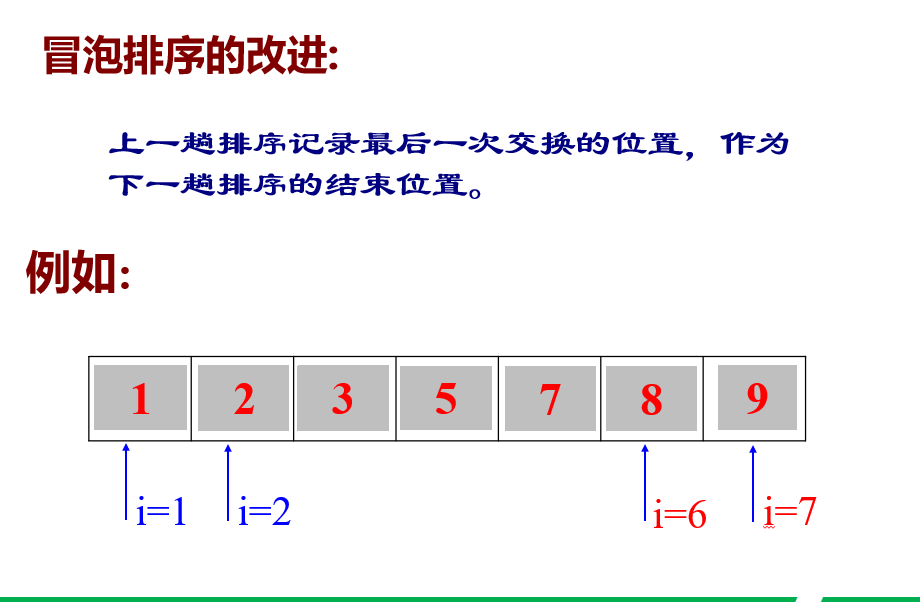 冒泡排序的改进:
上一趟排序记录最后一次交换的位置，作为
下一趟排序的结束位置。
例如:
1 2 3 5 7 8 9
i=1 i=2 i=6 i=7